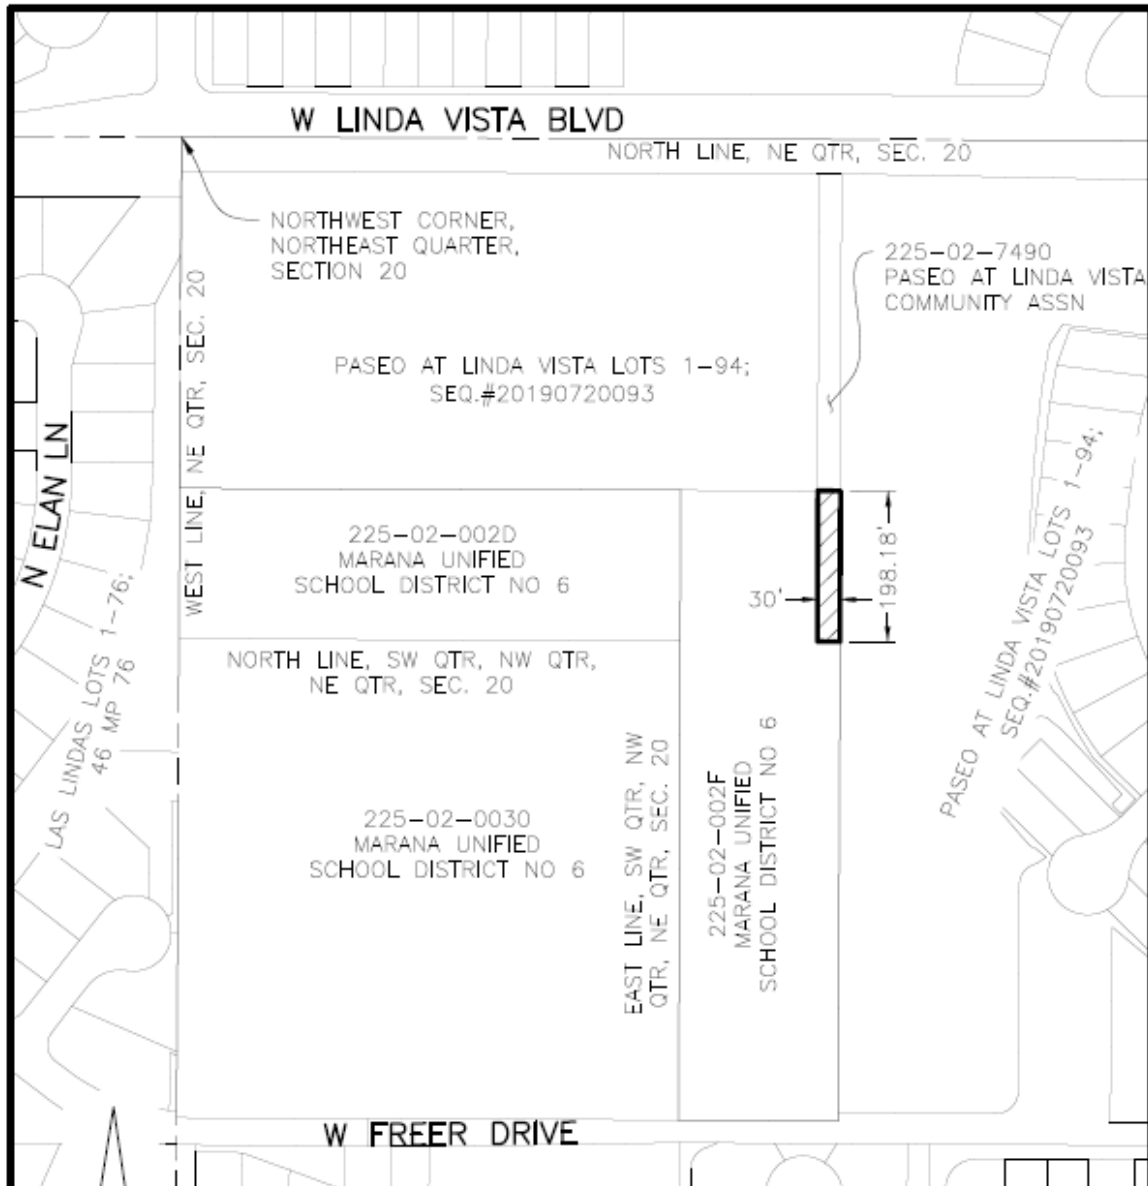 W LINDA VISTA BLVD
NORTH LINE, NE QTR, SEC. 20
NORTHWEST CORNER,
NORTHEAST QUARTER,
SECTION 20
225-02-7490
PASEO AT LINDA VISTA
COMMUNITY ASSN
WEST LINE, NE QTR, SEC. 20
PASEO AT LINDA VISTA LOTS 1-94;
SEQ.#20190720093
N ELAN LN
225-02-002D
MARANA UNIFIED
SCHOOL DISTRICT NO 6
30'
198.18'
PASEO AT LINDA VISTA LOTS 1-94;
SEQ.#20190720093
LAS LINDAS LOTS 1-76;
46 MP 76
NORTH LINE, SW QTR, NW QTR,
NE QTR, SEC. 20
225-02-0030
MARANA UNIFIED
SCHOOL DISTRICT NO 6
EAST LINE, SW QTR, NW
QTR, NE QTR, SEC. 20
225-02-002F
MARANA UNIFIED
SCHOOL DISTRICT NO 6
W FREER DRIVE